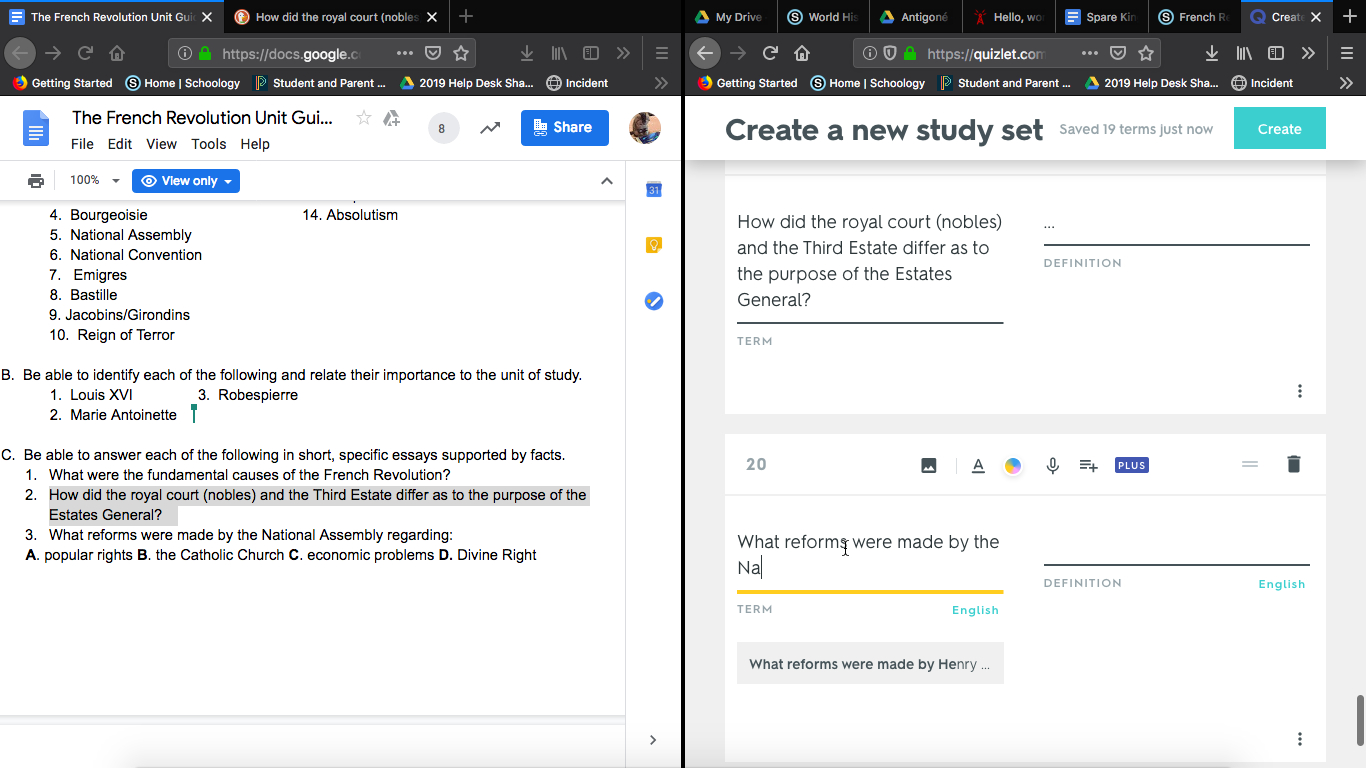 The French Revolution Unit Gui
How did the royal court (nobles
https://docs.google.c
Getting Started
Home | Schoology
Student and Parent ...
2019 Help Desk Sha...
Incident
The French Revolution Unit Gui...
8
Share
File Edit View Tools Help
100%
View only
31
4. Bourgeoisie
14. Absolutism
5. National Assembly
6. National Convention
7. Emigres
8. Bastille
9. Jacobins/Girondins
10. Reign of Terror
B. Be able to identify each of the following and relate their importance to the unit of study.
1. Louis XVI
3. Robespierre
2. Marie Antoinette
C. Be able to answer each of the following in short, specific essays supported by facts.
1. What were the fundamental causes of the French Revolution?
2. How did the royal court (nobles) and the Third Estate differ as to the purpose of the
Estates General?
3. What reforms were made by the National Assembly regarding:
A. popular rights B. the Catholic Church C. economic problems D. Divine Right
My Drive
World His
Antigoné
Hello, wo
Spare Kin
French Re
Create
https://quizlet.com
Getting Started
Home | Schoology
Student and Parent ...
2019 Help Desk Sha...
Incident
Create a new study set
Saved 19 terms just now
Create
How did the royal court (nobles)
and the Third Estate differ as to
the purpose of the Estates
General?
TERM
...
DEFINITION
20
PLUS
What reforms were made by the
Na
TERM
English
DEFINITION
English
What reforms were made by Henry ...